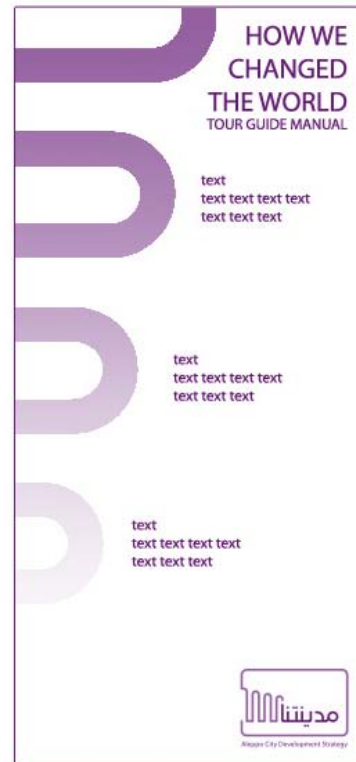 HOW WE
CHANGED
THE WORLD
TOUR GUIDE MANUAL
text
text text text text
text text text
text
text text text text
text text text
text
text text text text
text text text
مدينتنا
Aleppo City Development Strategy